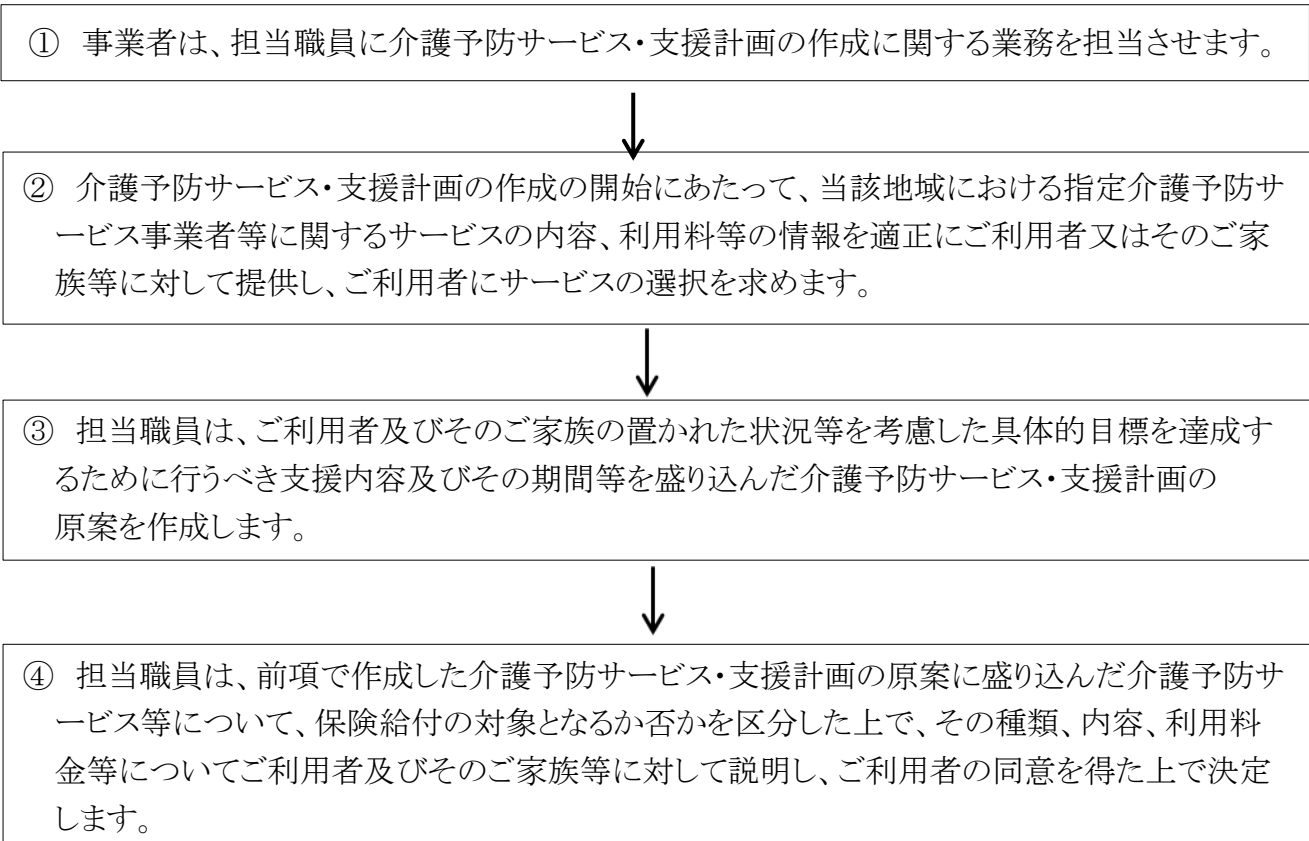 ① 事業者は、担当職員に介護予防サービス・支援計画の作成に関する業務を担当させます。
② 介護予防サービス・支援計画の作成の開始にあたって、当該地域における指定介護予防サ
ービス事業者等に関するサービスの内容、利用料等の情報を適正にご利用者又はそのご家
族等に対して提供し、ご利用者にサービスの選択を求めます。
③ 担当職員は、ご利用者及びそのご家族の置かれた状況等を考慮した具体的目標を達成す
るために行うべき支援内容及びその期間等を盛り込んだ介護予防サービス・支援計画の
原案を作成します。
④ 担当職員は、前項で作成した介護予防サービス・支援計画の原案に盛り込んだ介護予防サ
ービス等について、保険給付の対象となるか否かを区分した上で、その種類、内容、利用料
金等についてご利用者及びそのご家族等に対して説明し、ご利用者の同意を得た上で決定
します。